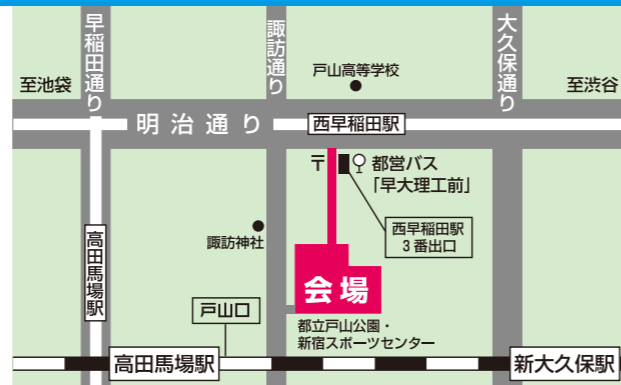 早稲田通り
諏訪通り
大久保通り
至池袋
戸山高等学校
至渋谷
明治通り
西早稲田駅
〒
都営バス
「早大理工前」
西早稲田駅
3番出口
諏訪神社
高田馬場駅
会場
戸山口
都立戸山公園・
新宿スポーツセンター
高田馬場駅
新大久保駅